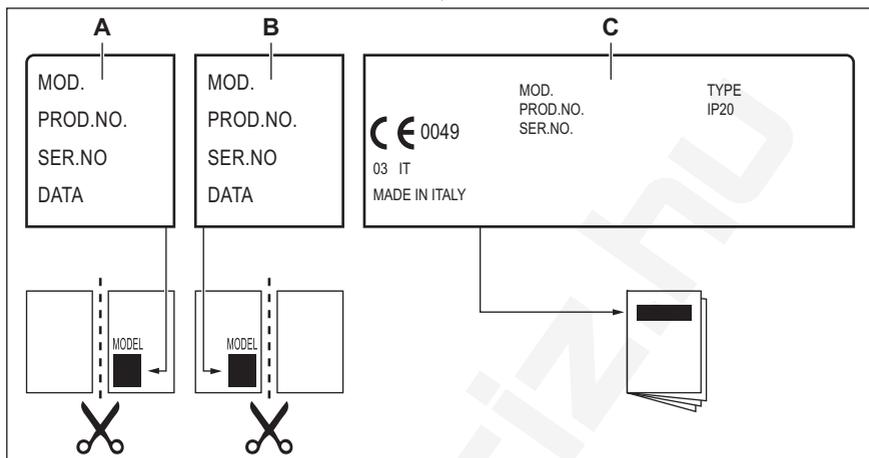 A
B
C
MOD.
PROD.NO.
SER.NO
DATA
MOD.
PROD.NO.
SER.NO
DATA
MOD.
PROD.NO.
SER.NO.
TYPE
IP20
CE 0049
03 IT
MADE IN ITALY
MODEL
MODEL